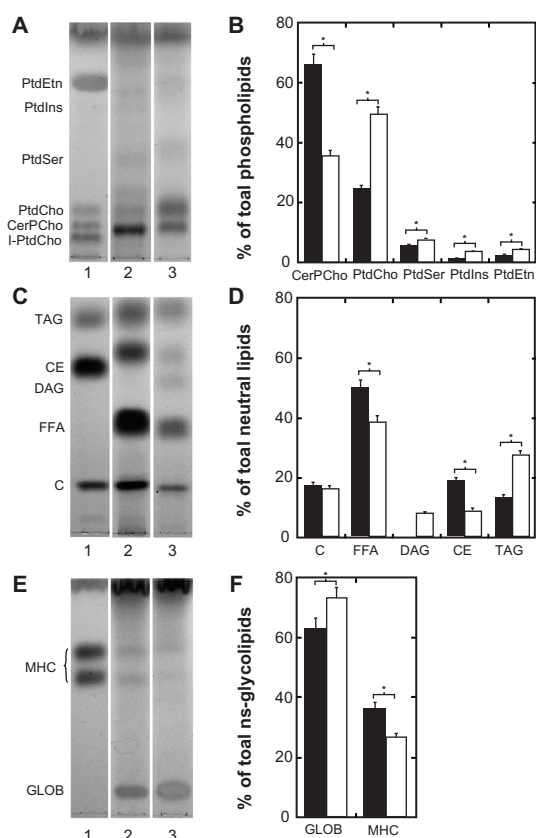 A
PtdEtn
PtdIns
PtdSer
PtdCho
CerPCho
I-PtdCho
1 2 3
B
% of toal phospholipids
80
60
40
20
0
* * * * *
CerPCho PtdCho PtdSer PtdIns PtdEtn
C
TAG
CE
DAG
FFA
C
1 2 3
D
% of toal neutral lipids
80
60
40
20
0
* * *
C FFA DAG CE TAG
E
MHC
GLOB
1 2 3
F
% of toal ns-glycolipids
80
60
40
20
0
* *
GLOB MHC